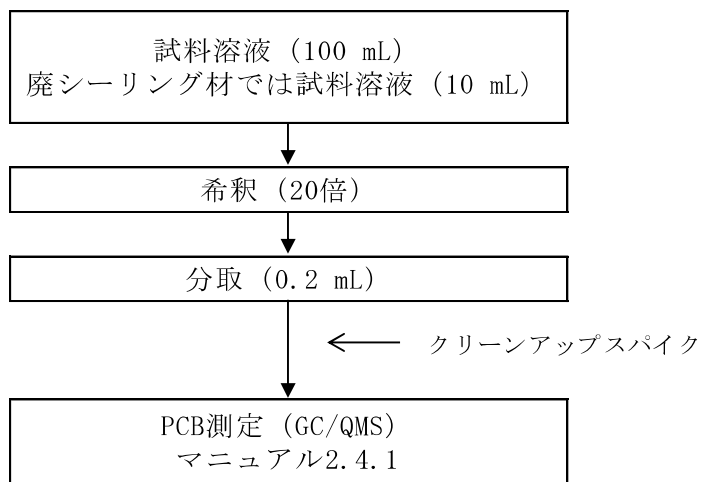 試料溶液（100 mL）
廃シーリング材では試料溶液（10 mL）
希釈（20倍）
分取（0.2 mL）
クリーンアップスパイク
PCB測定（GC/QMS）
マニュアル2.4.1